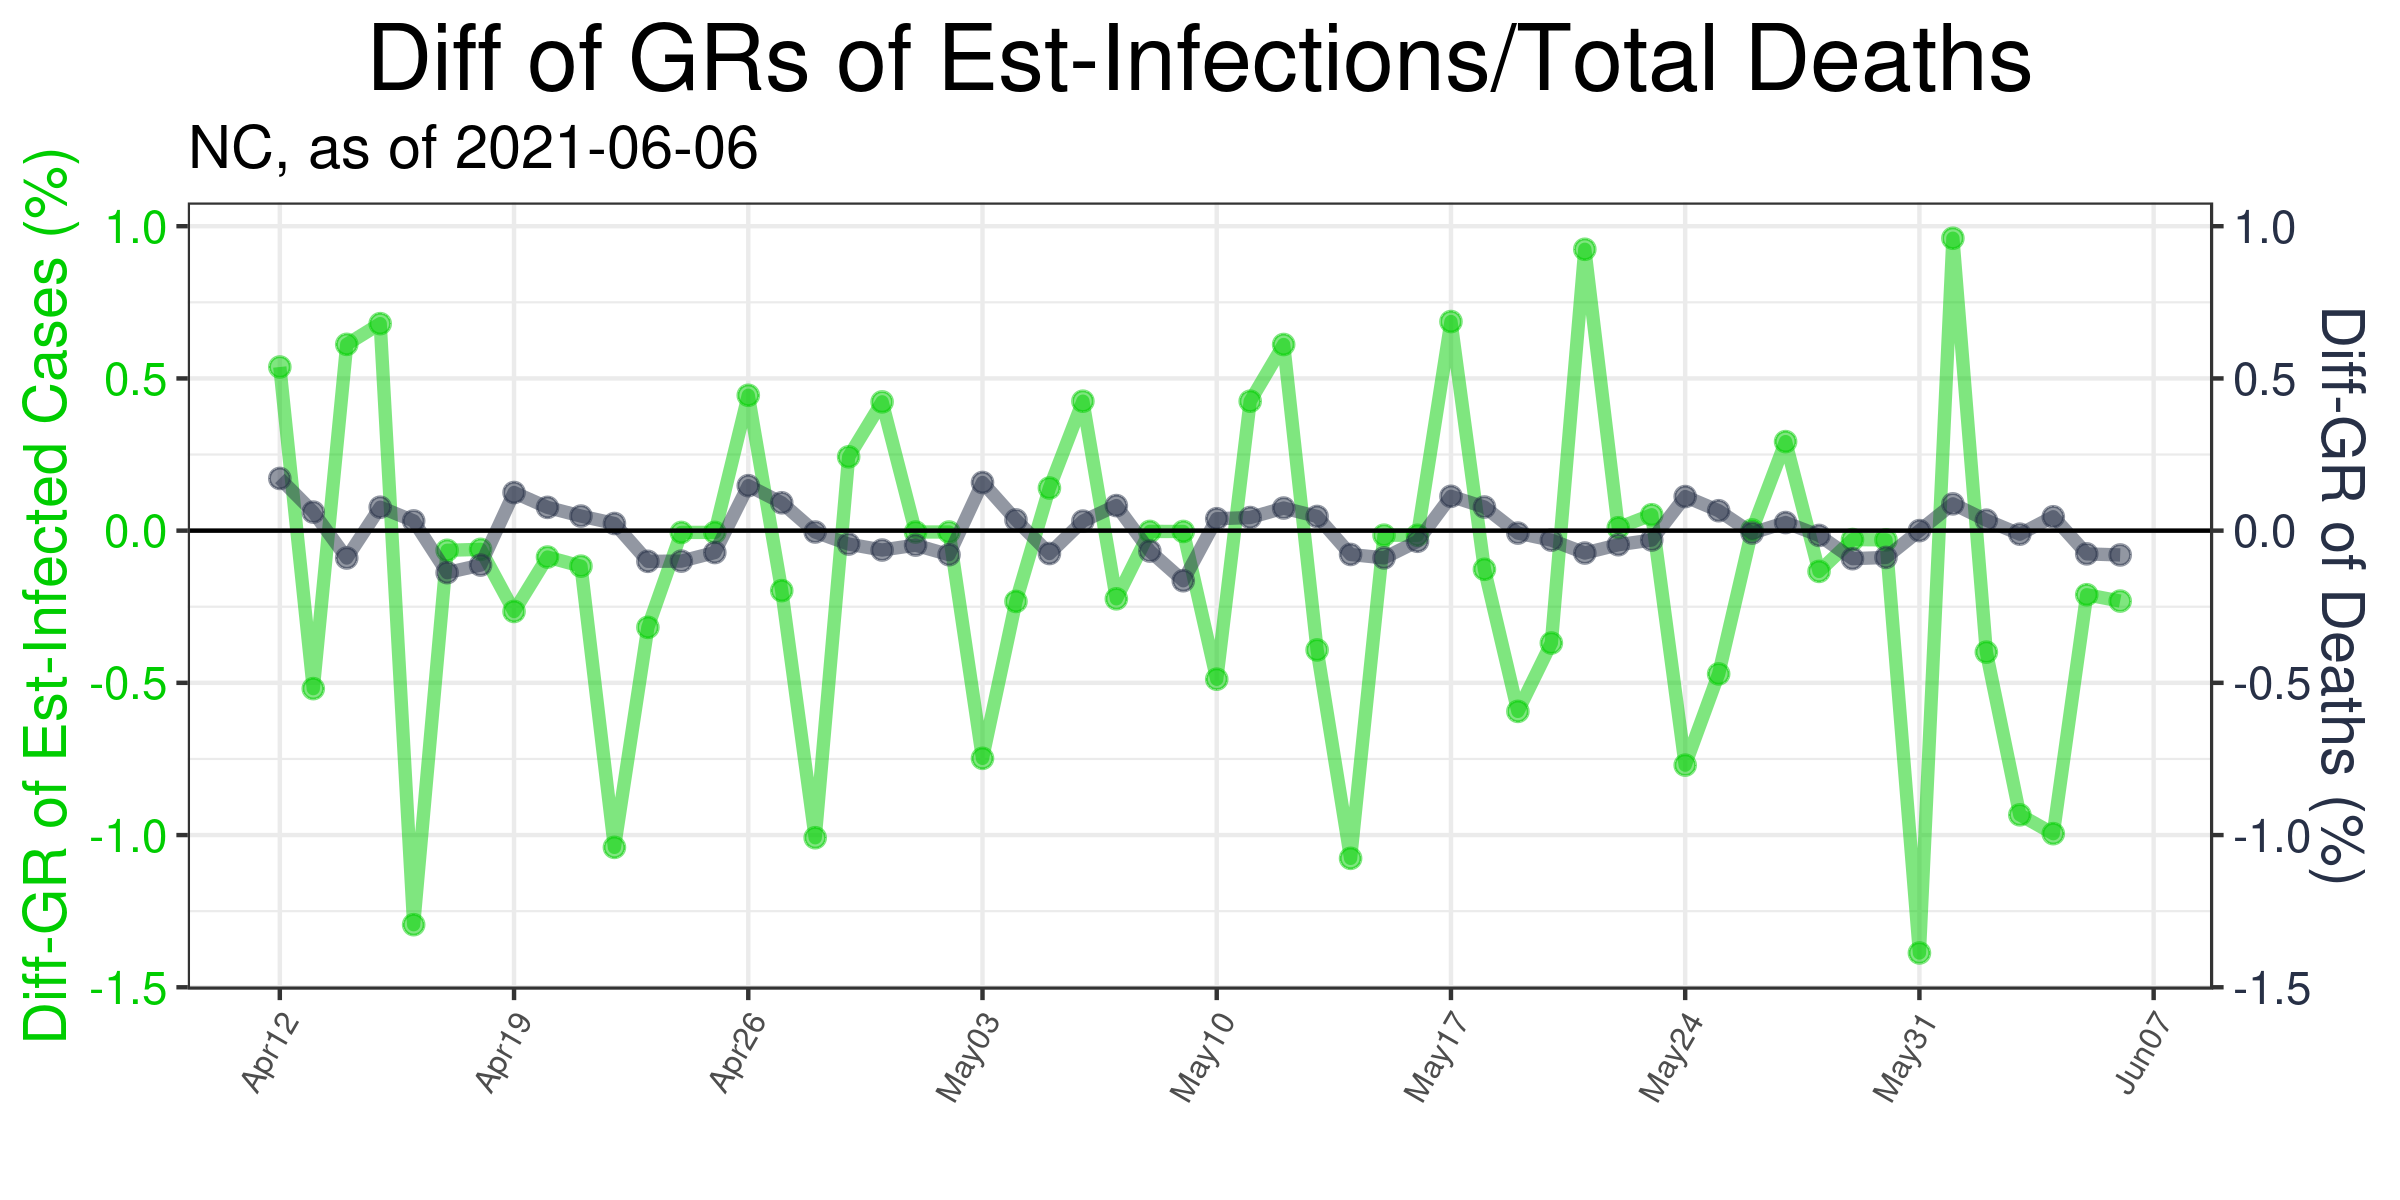 Diff of GRs of Est-Infections/Total Deaths
NC, as of 2021-06-06
Diff-GR of Est-Infected Cases (%)
1.0
0.5
0.0
-0.5
-1.0
-1.5
1.0
0.5
0.0
-0.5
-1.0
-1.5
Diff-GR of Deaths (%)
Apr12 Apr19 Apr26 May03 May10 May17 May24 May31 Jun07